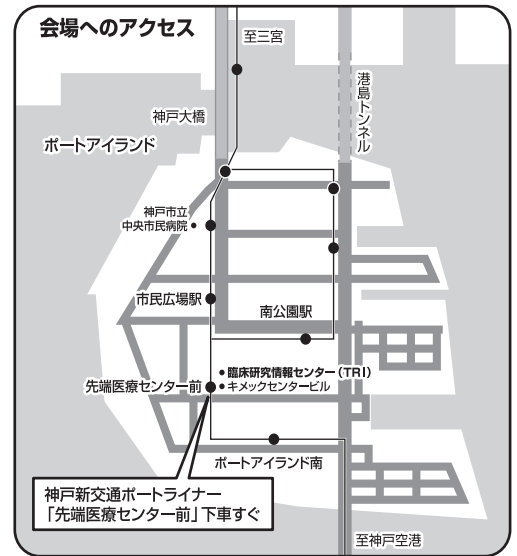 会場へのアクセス
至三宮
港島トンネル
神戸大橋
ポートアイランド
神戸市立
中央市民病院
市民広場駅
南公園駅
臨床研究情報センター(TRI)
先端医療センター前
キメックセンタービル
ポートアイランド南
神戸新交通ポートライナー
「先端医療センター前」下車すぐ
至神戸空港